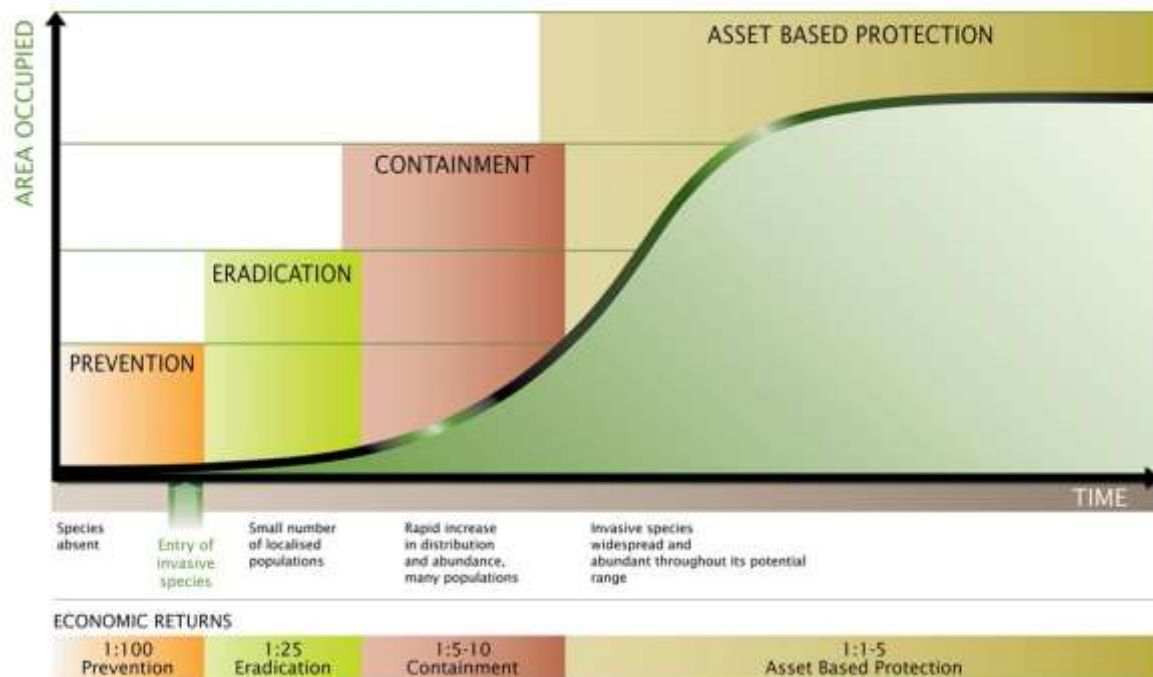 AREA OCCUPIED
ASSET BASED PROTECTION
CONTAINMENT
ERADICATION
PREVENTION
TIME
Species
absent
Entry of
invasive
species
Small number
of localised
populations
Rapid increase
in distribution
and abundance,
many populations
Invasive species
widespread and
abundant throughout its potential
range
ECONOMIC RETURNS
1:100
Prevention
1:25
Eradication
1:5-10
Containment
1:1-5
Asset Based Protection